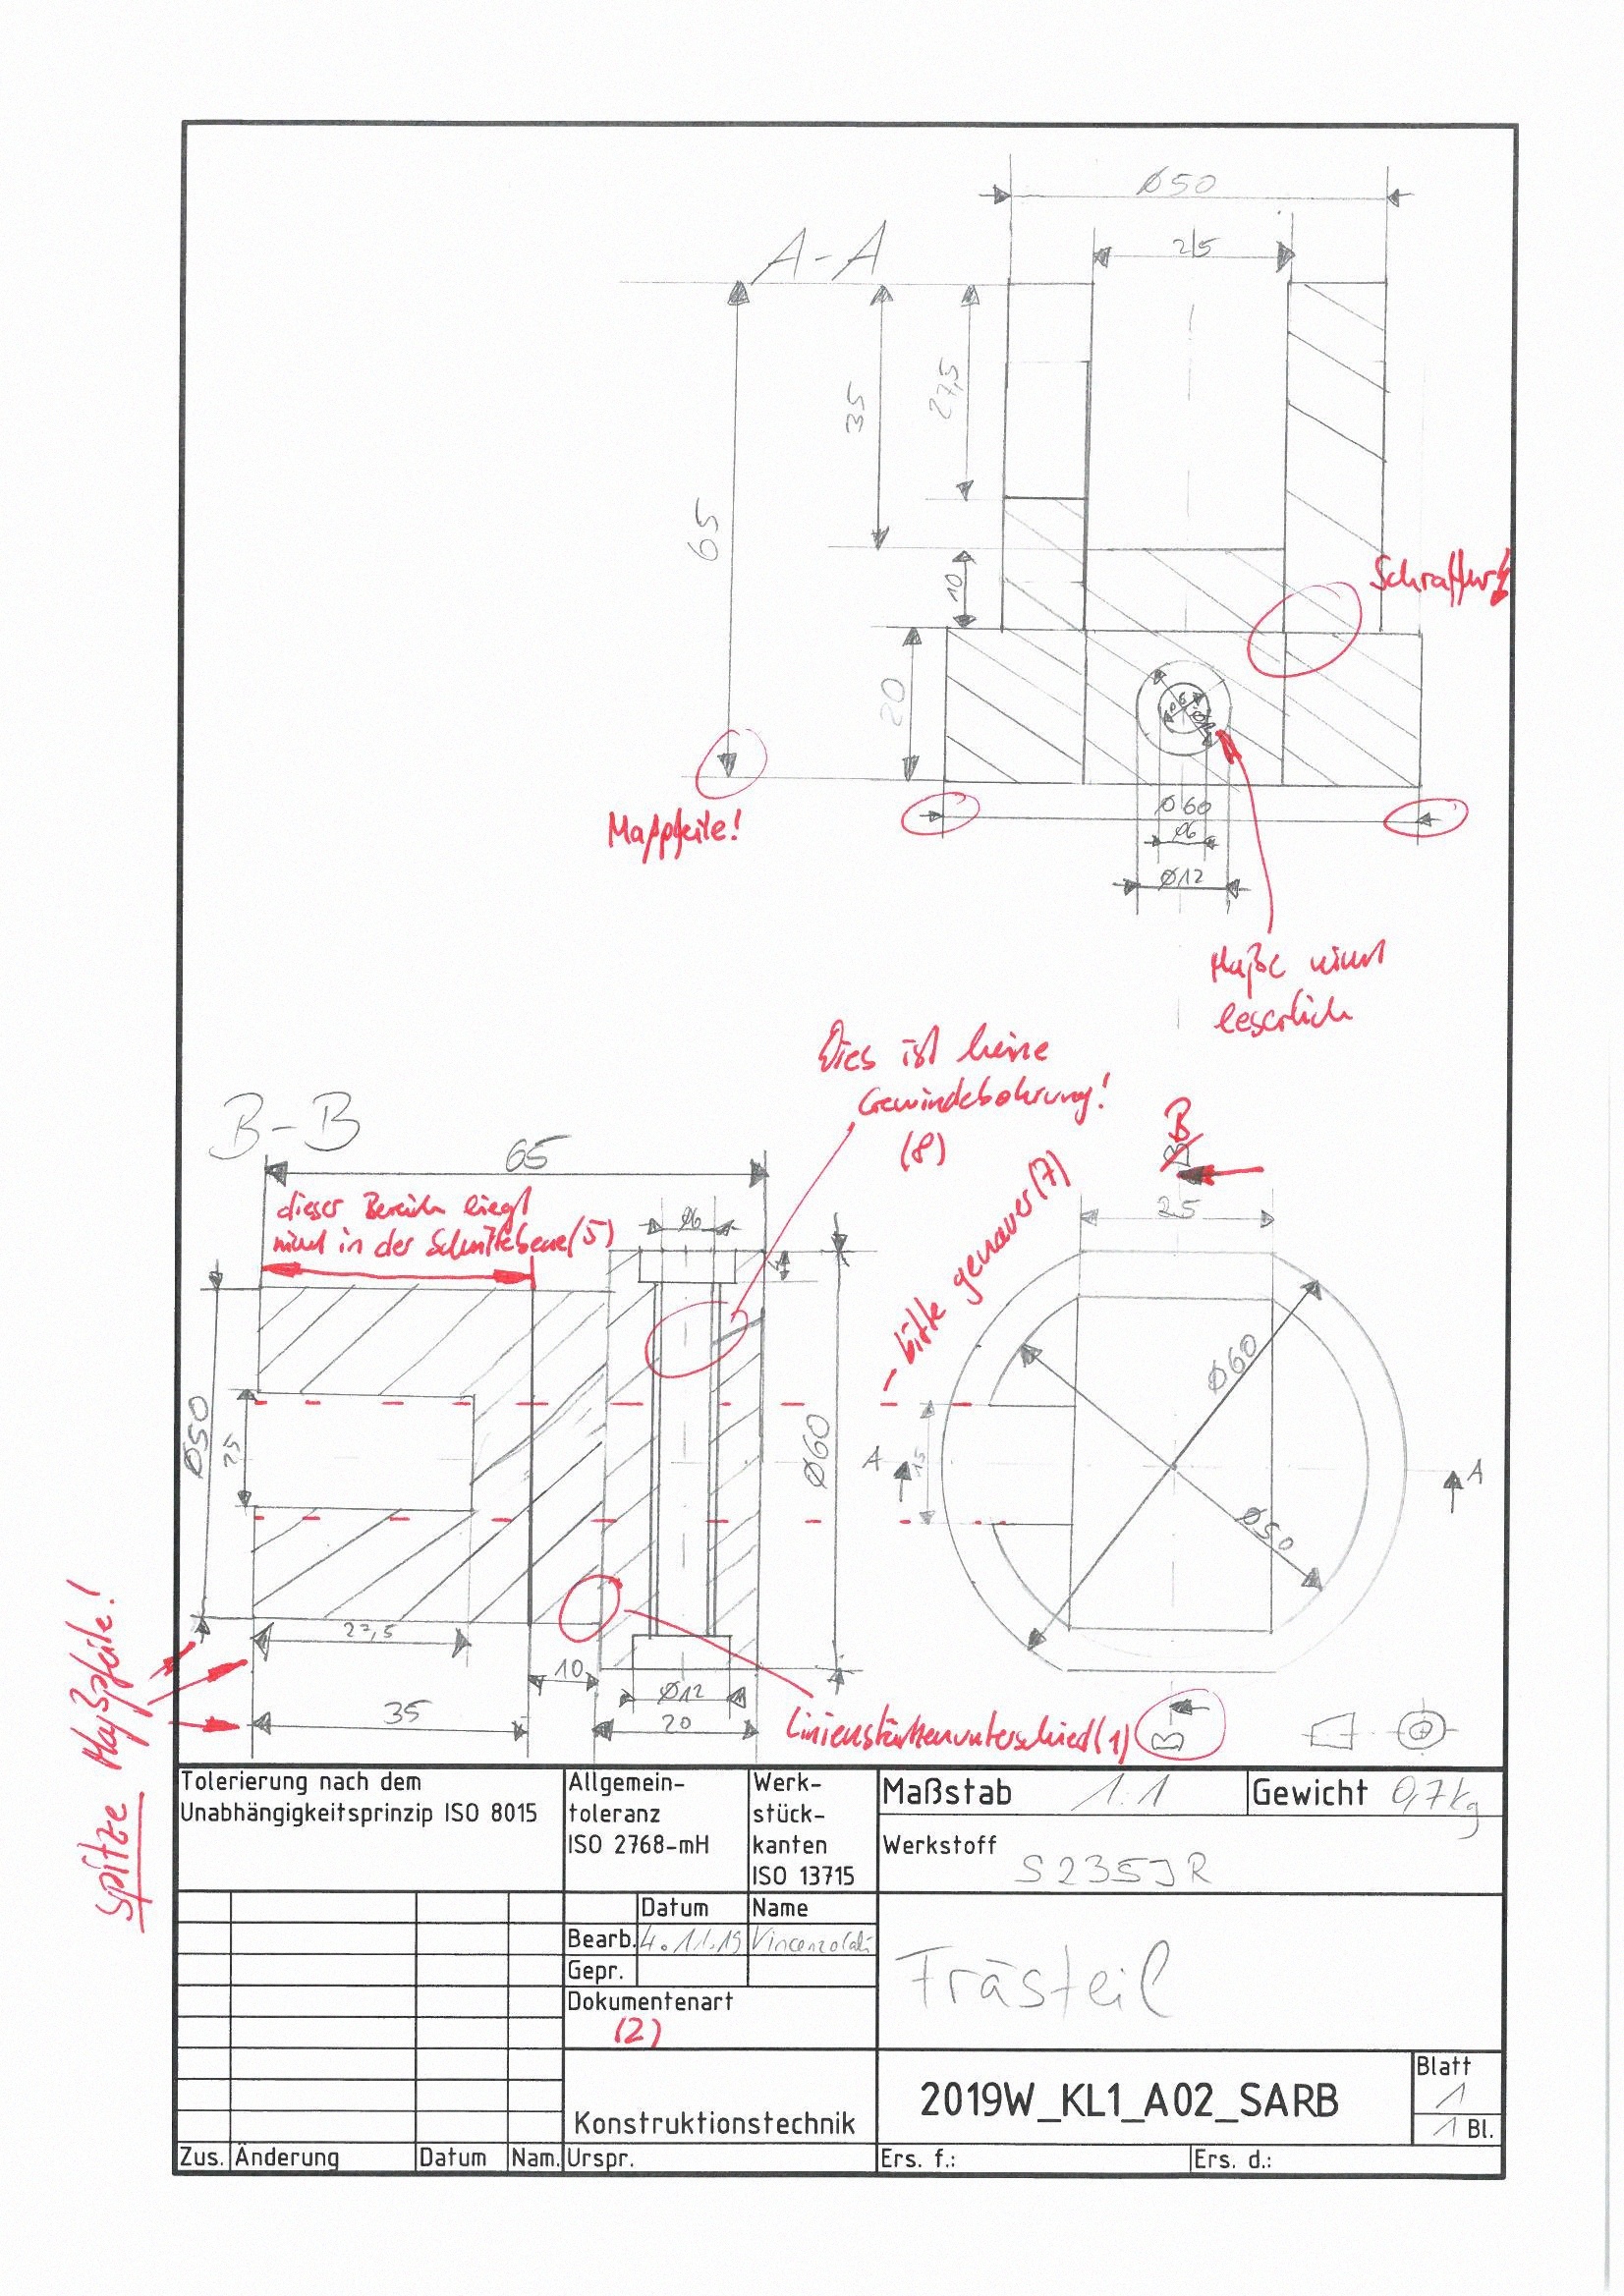 Ø50
25
A-A
35
27,5
65
10
Schraffur
20
Ø6
Ø60
Ø6
Ø12
Maßpfeile!
Maße nicht
leserlich
Dies ist keine
Gewindebohrung!
(8)
B-B
65
B
B
25
dieser Bereich liegt
nicht in der Schnittebene (5)
Ø6
4
bitte genauer (7)
Ø50
25
Ø60
Ø60
Ø50
15
A
A
27,5
10
Ø12
35
20
Linienstärkenunterschied (1)
B
spitze Maßpfeile!
Tolerierung nach dem
Unabhängigkeitsprinzip ISO 8015
Allgemein-
toleranz
ISO 2768-mH
Werk-
stück-
kanten
ISO 13715
Maßstab 1:1
Gewicht 0,7kg
Werkstoff
S235JR
Datum Name
Bearb. 4.11.19
Gepr.
Dokumentenart
(2)
Frästeil
Konstruktionstechnik
2019W_KL1_A02_SARB
Blatt
1
1 Bl.
Zus. Änderung Datum Nam. Urspr. Ers. f.: Ers. d.: